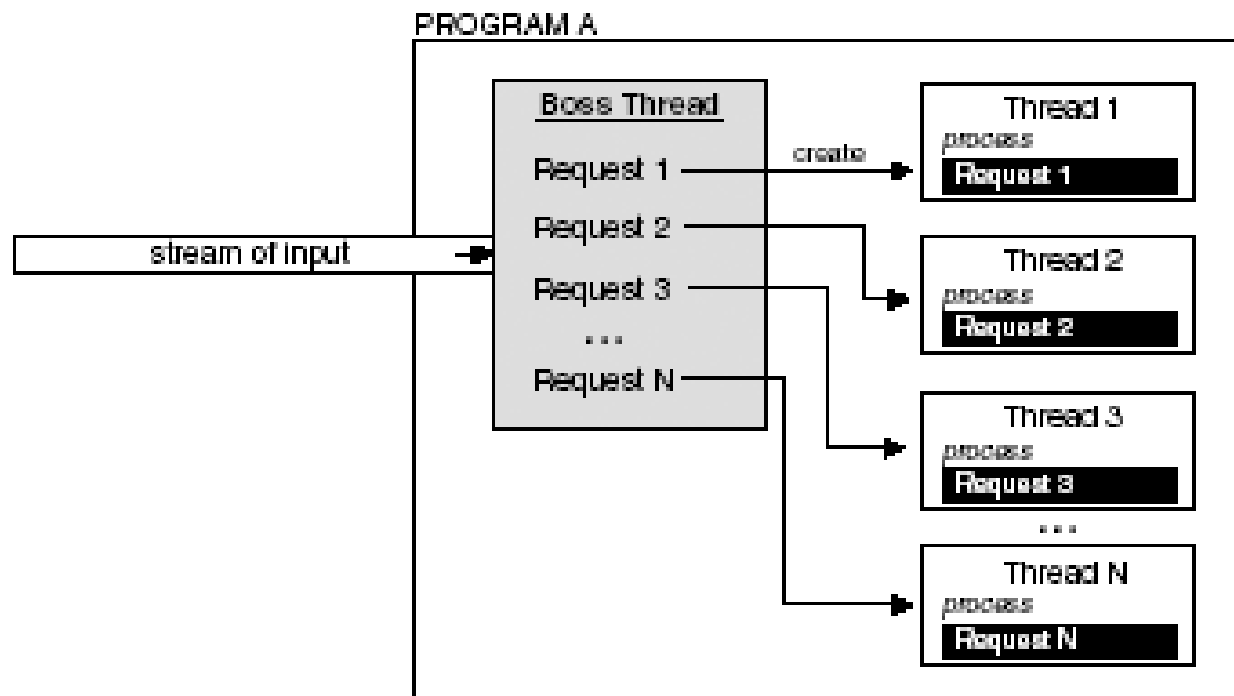 PROGRAM A
Boss Thread
Request 1
Request 2
Request 3
...
Request N
stream of input
create
Thread 1
process
Request 1
Thread 2
process
Request 2
Thread 3
process
Request 3
...
Thread N
process
Request N